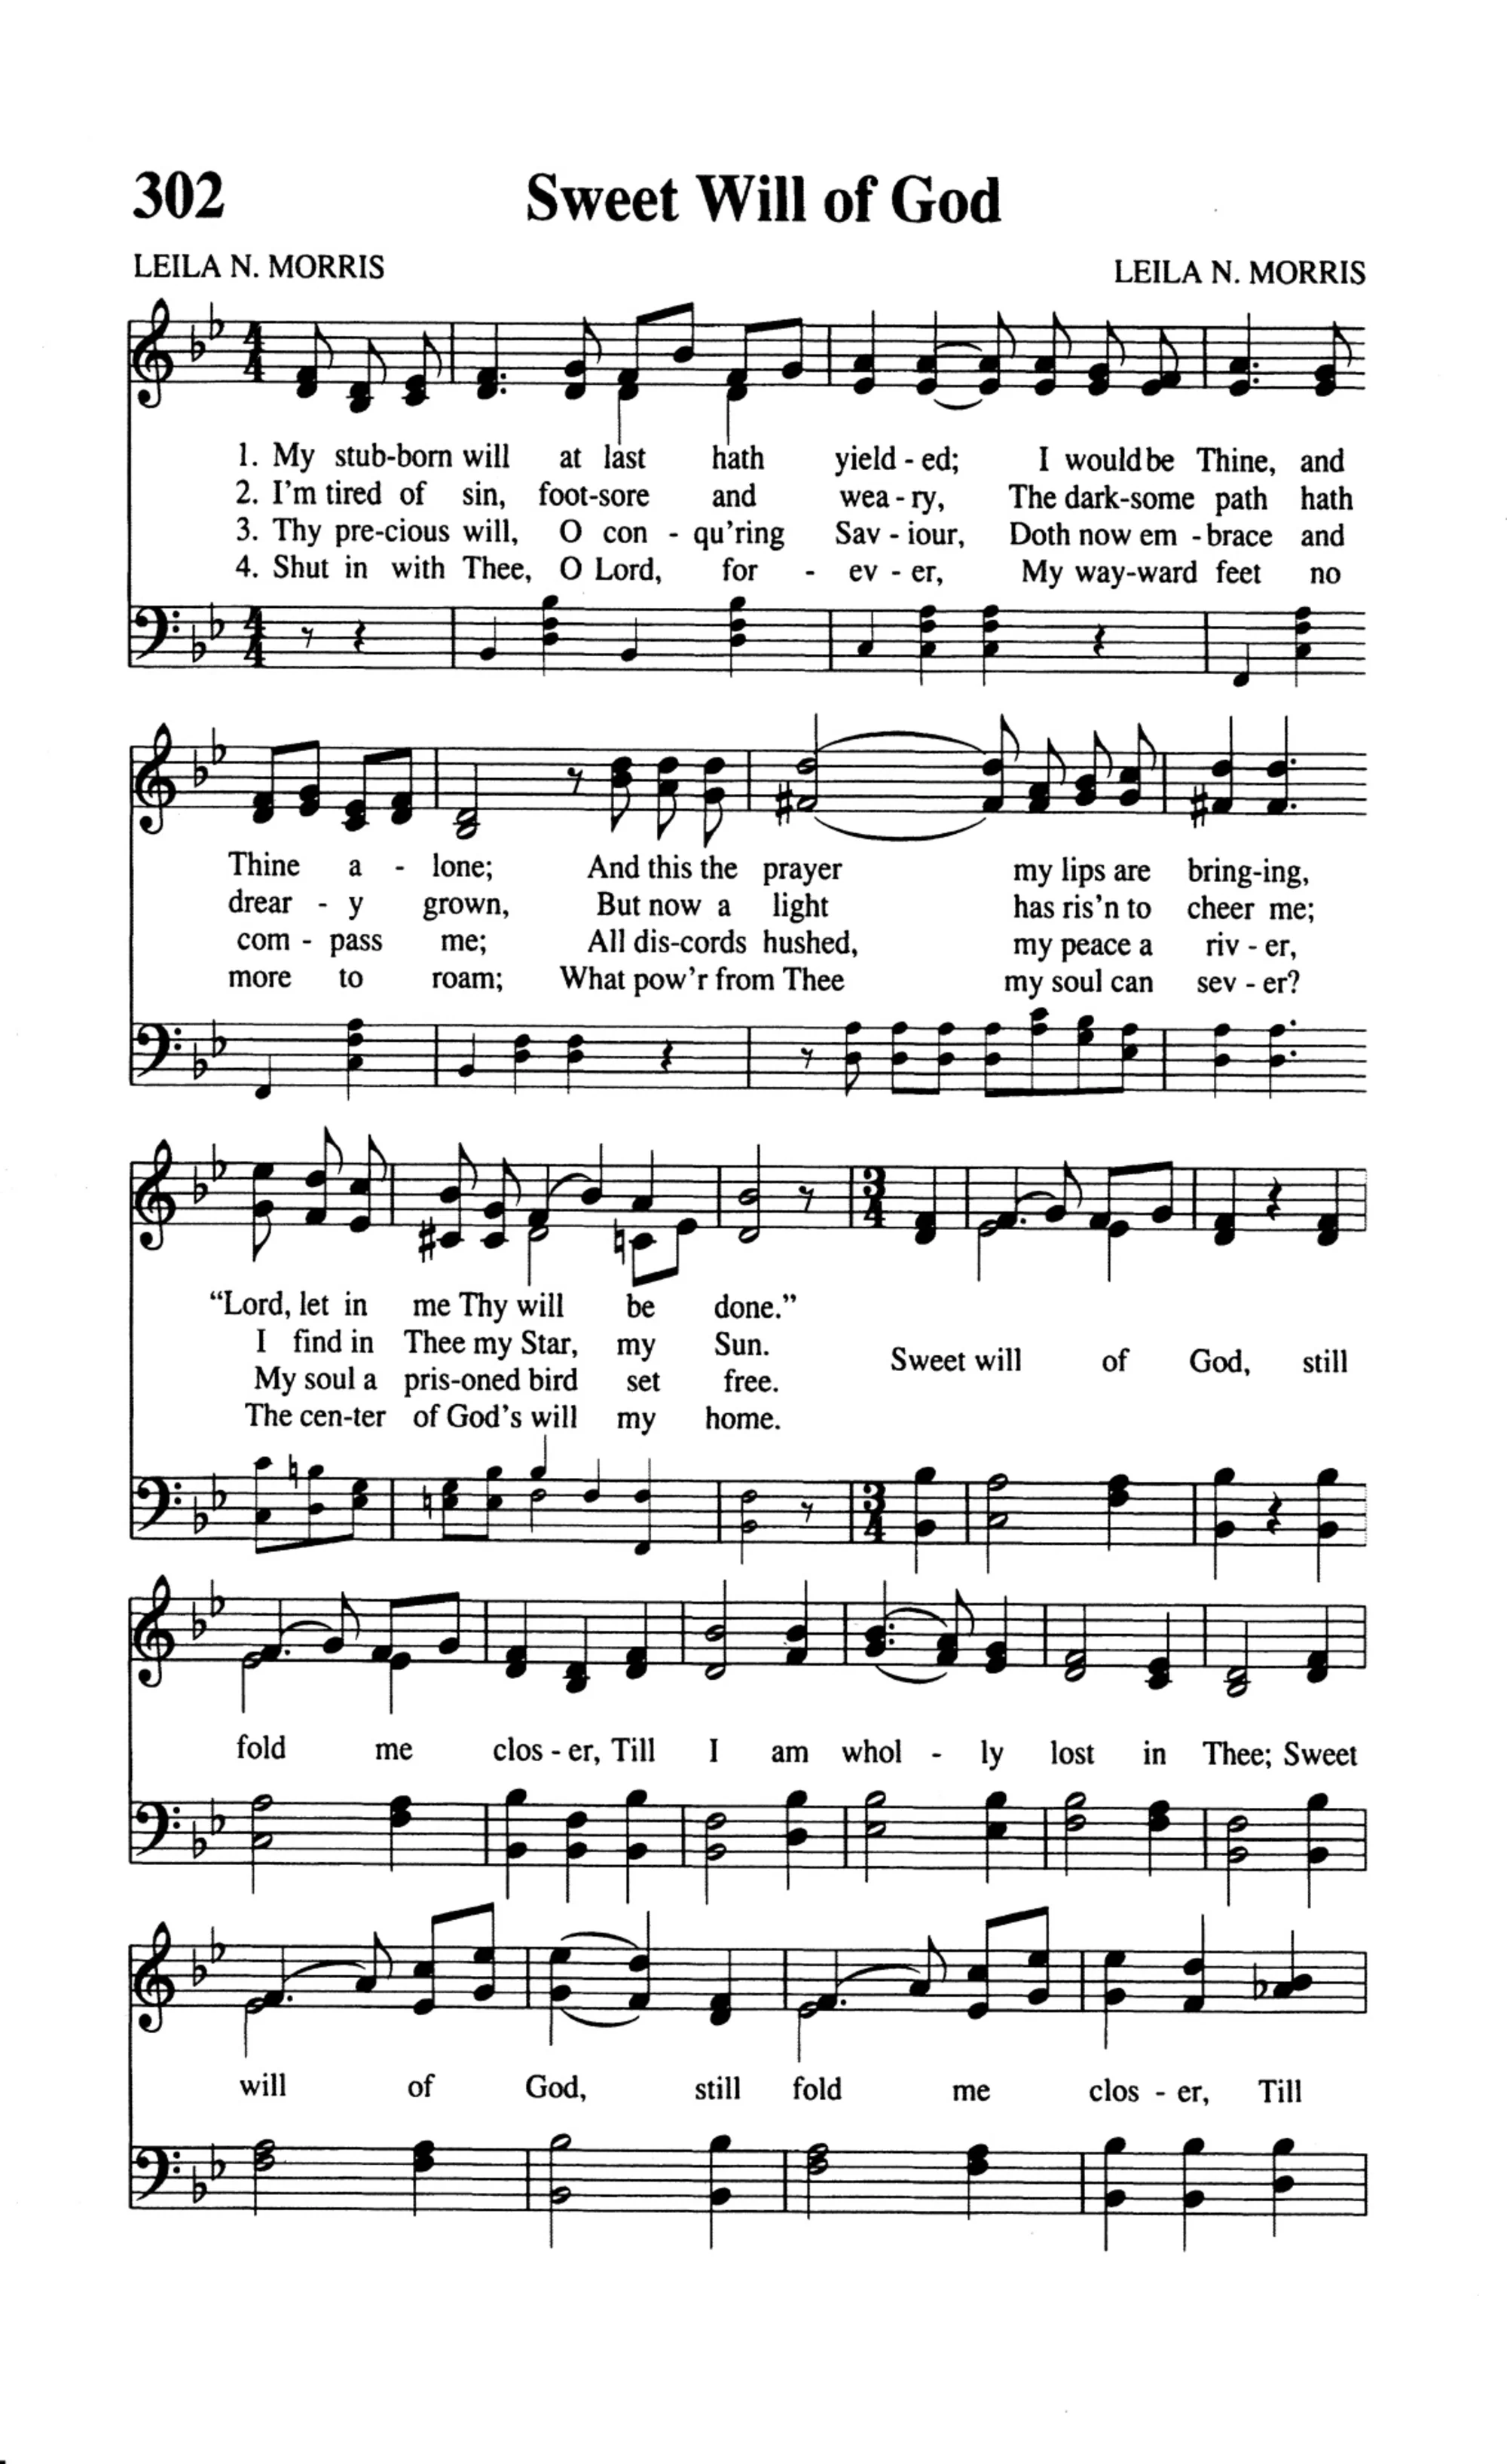 302 Sweet Will of God
LEILA N. MORRIS LEILA N. MORRIS
4 4
1. My stub-born will at last hath yield - ed; I would be Thine, and
2. I'm tired of sin, foot-sore and wea - ry, The dark-some path hath
3. Thy pre-cious will, O con - qu'ring Sav - iour, Doth now em - brace and
4. Shut in with Thee, O Lord, for - ev - er, My way-ward feet no
4 4
Thine a - lone; And this the prayer my lips are bring-ing,
drear - y grown, But now a light has ris'n to cheer me;
com - pass me; All dis-cords hushed, my peace a riv - er,
more to roam; What pow'r from Thee my soul can sev - er?
3 4
"Lord, let in me Thy will be done."
I find in Thee my Star, my Sun.
Sweet will of God, still
My soul a pris-oned bird set free.
The cen-ter of God's will my home.
3 4
fold me clos - er, Till I am whol - ly lost in Thee; Sweet
will of God, still fold me clos - er, Till